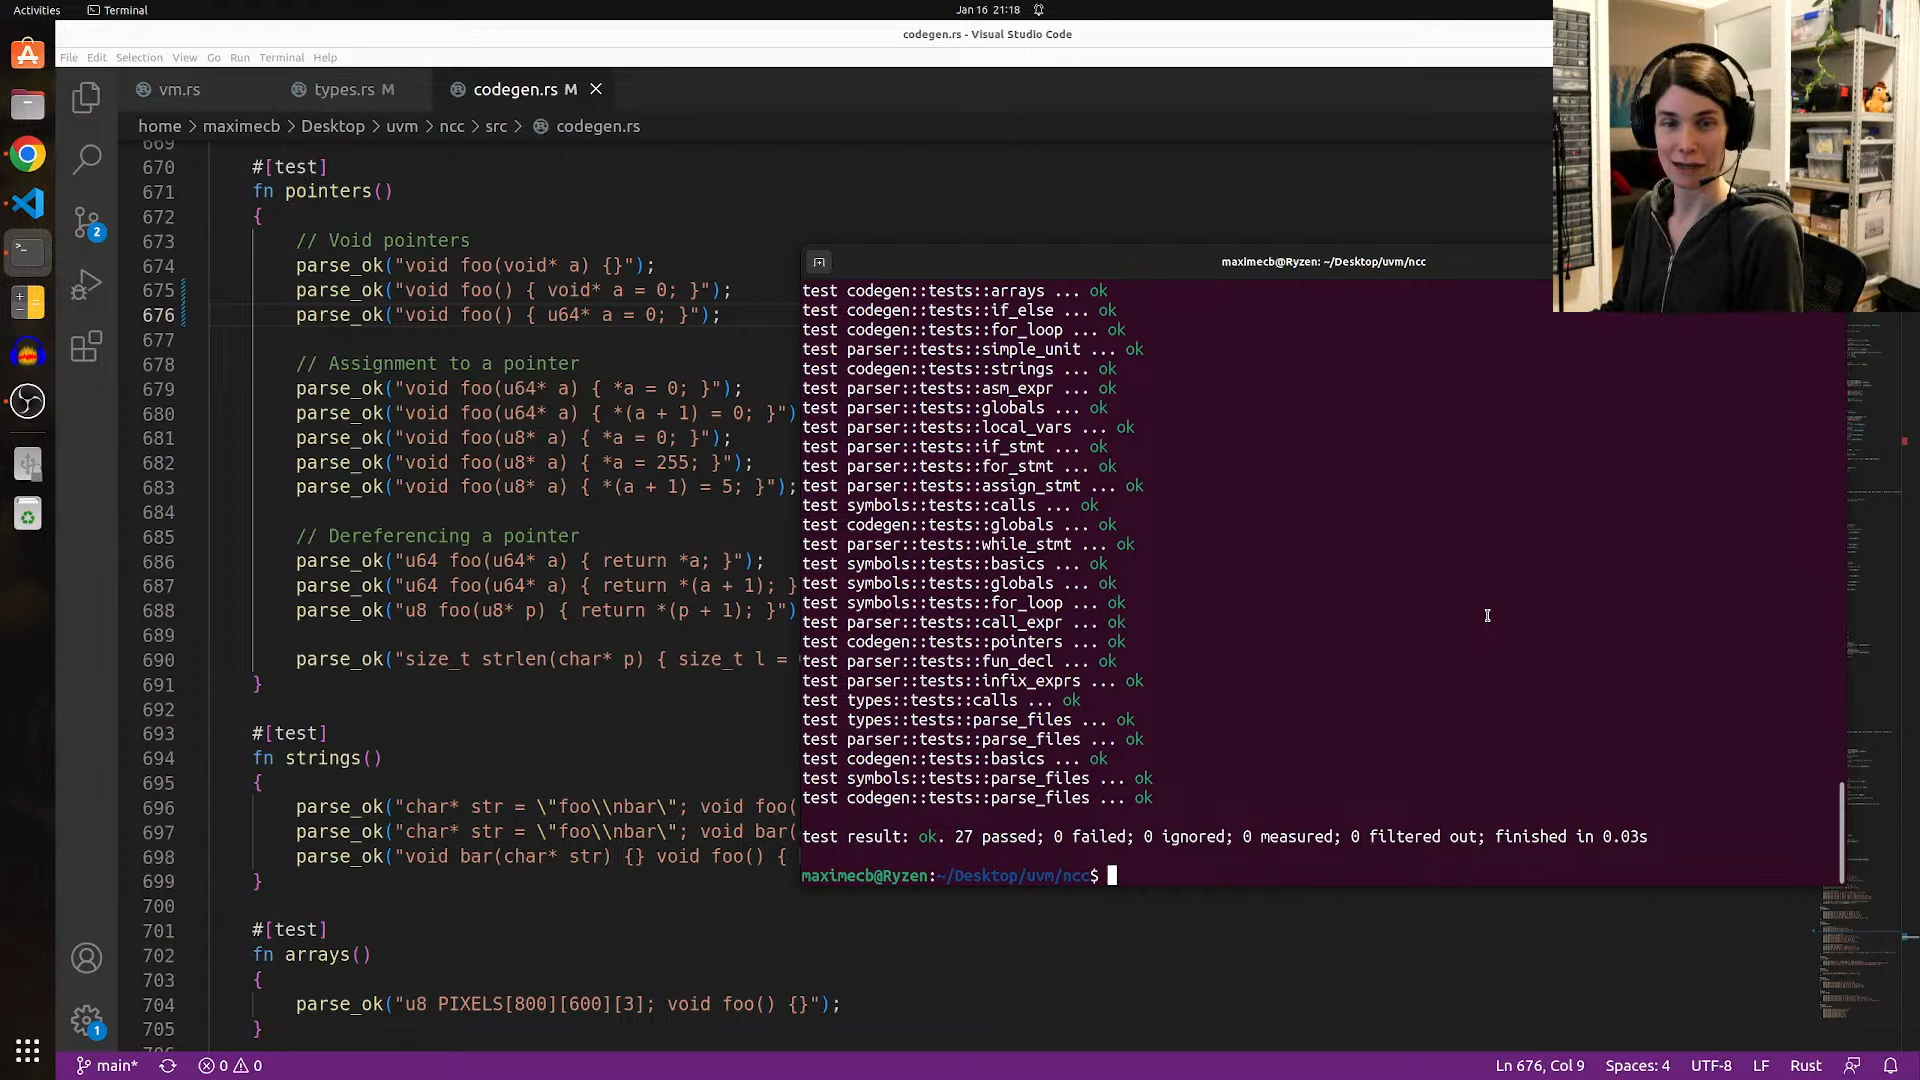 Activities
Terminal
Jan 16 21:18
codegen.rs - Visual Studio Code
File Edit Selection View Go Run Terminal Help
vm.rs
types.rs M
codegen.rs M
home > maximecb > Desktop > uvm > ncc > src > codegen.rs
669
670 #[test]
671 fn pointers()
672 {
673 // Void pointers
674 parse_ok("void foo(void* a) {}");
675 parse_ok("void foo() { void* a = 0; }");
676 parse_ok("void foo() { u64* a = 0; }");
677
678 // Assignment to a pointer
679 parse_ok("void foo(u64* a) { *a = 0; }");
680 parse_ok("void foo(u64* a) { *(a + 1) = 0; }")
681 parse_ok("void foo(u8* a) { *a = 0; }");
682 parse_ok("void foo(u8* a) { *a = 255; }");
683 parse_ok("void foo(u8* a) { *(a + 1) = 5; }");
684
685 // Dereferencing a pointer
686 parse_ok("u64 foo(u64* a) { return *a; }");
687 parse_ok("u64 foo(u64* a) { return *(a + 1); }
688 parse_ok("u8 foo(u8* p) { return *(p + 1); }")
689
690 parse_ok("size_t strlen(char* p) { size_t l =
691 }
692
693 #[test]
694 fn strings()
695 {
696 parse_ok("char* str = \"foo\\nbar\"; void foo(
697 parse_ok("char* str = \"foo\\nbar\"; void bar(
698 parse_ok("void bar(char* str) {} void foo() {
699 }
700
701 #[test]
702 fn arrays()
703 {
704 parse_ok("u8 PIXELS[800][600][3]; void foo() {}");
705 }
maximecb@Ryzen: ~/Desktop/uvm/ncc
test codegen::tests::arrays ... ok
test codegen::tests::if_else ... ok
test codegen::tests::for_loop ... ok
test parser::tests::simple_unit ... ok
test codegen::tests::strings ... ok
test parser::tests::asm_expr ... ok
test parser::tests::globals ... ok
test parser::tests::local_vars ... ok
test parser::tests::if_stmt ... ok
test parser::tests::for_stmt ... ok
test parser::tests::assign_stmt ... ok
test symbols::tests::calls ... ok
test codegen::tests::globals ... ok
test parser::tests::while_stmt ... ok
test symbols::tests::basics ... ok
test symbols::tests::globals ... ok
test symbols::tests::for_loop ... ok
test parser::tests::call_expr ... ok
test codegen::tests::pointers ... ok
test parser::tests::fun_decl ... ok
test parser::tests::infix_exprs ... ok
test types::tests::calls ... ok
test types::tests::parse_files ... ok
test parser::tests::parse_files ... ok
test codegen::tests::basics ... ok
test symbols::tests::parse_files ... ok
test codegen::tests::parse_files ... ok
test result: ok. 27 passed; 0 failed; 0 ignored; 0 measured; 0 filtered out; finished in 0.03s
maximecb@Ryzen:~/Desktop/uvm/ncc$
2
1
main*
0
0
Ln 676, Col 9
Spaces: 4
UTF-8
LF
Rust